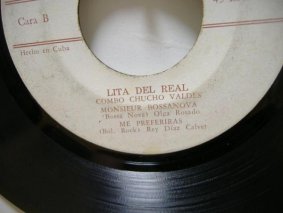 Cara B
45
Hecho en Cuba
LITA DEL REAL
COMBO CHUCHO VALDES
MONSIEUR BOSSANOVA
(Bossa Nova) Olga Rosado
ME PREFERIRAS
(Bol. Rock) Rey Díaz Calvet